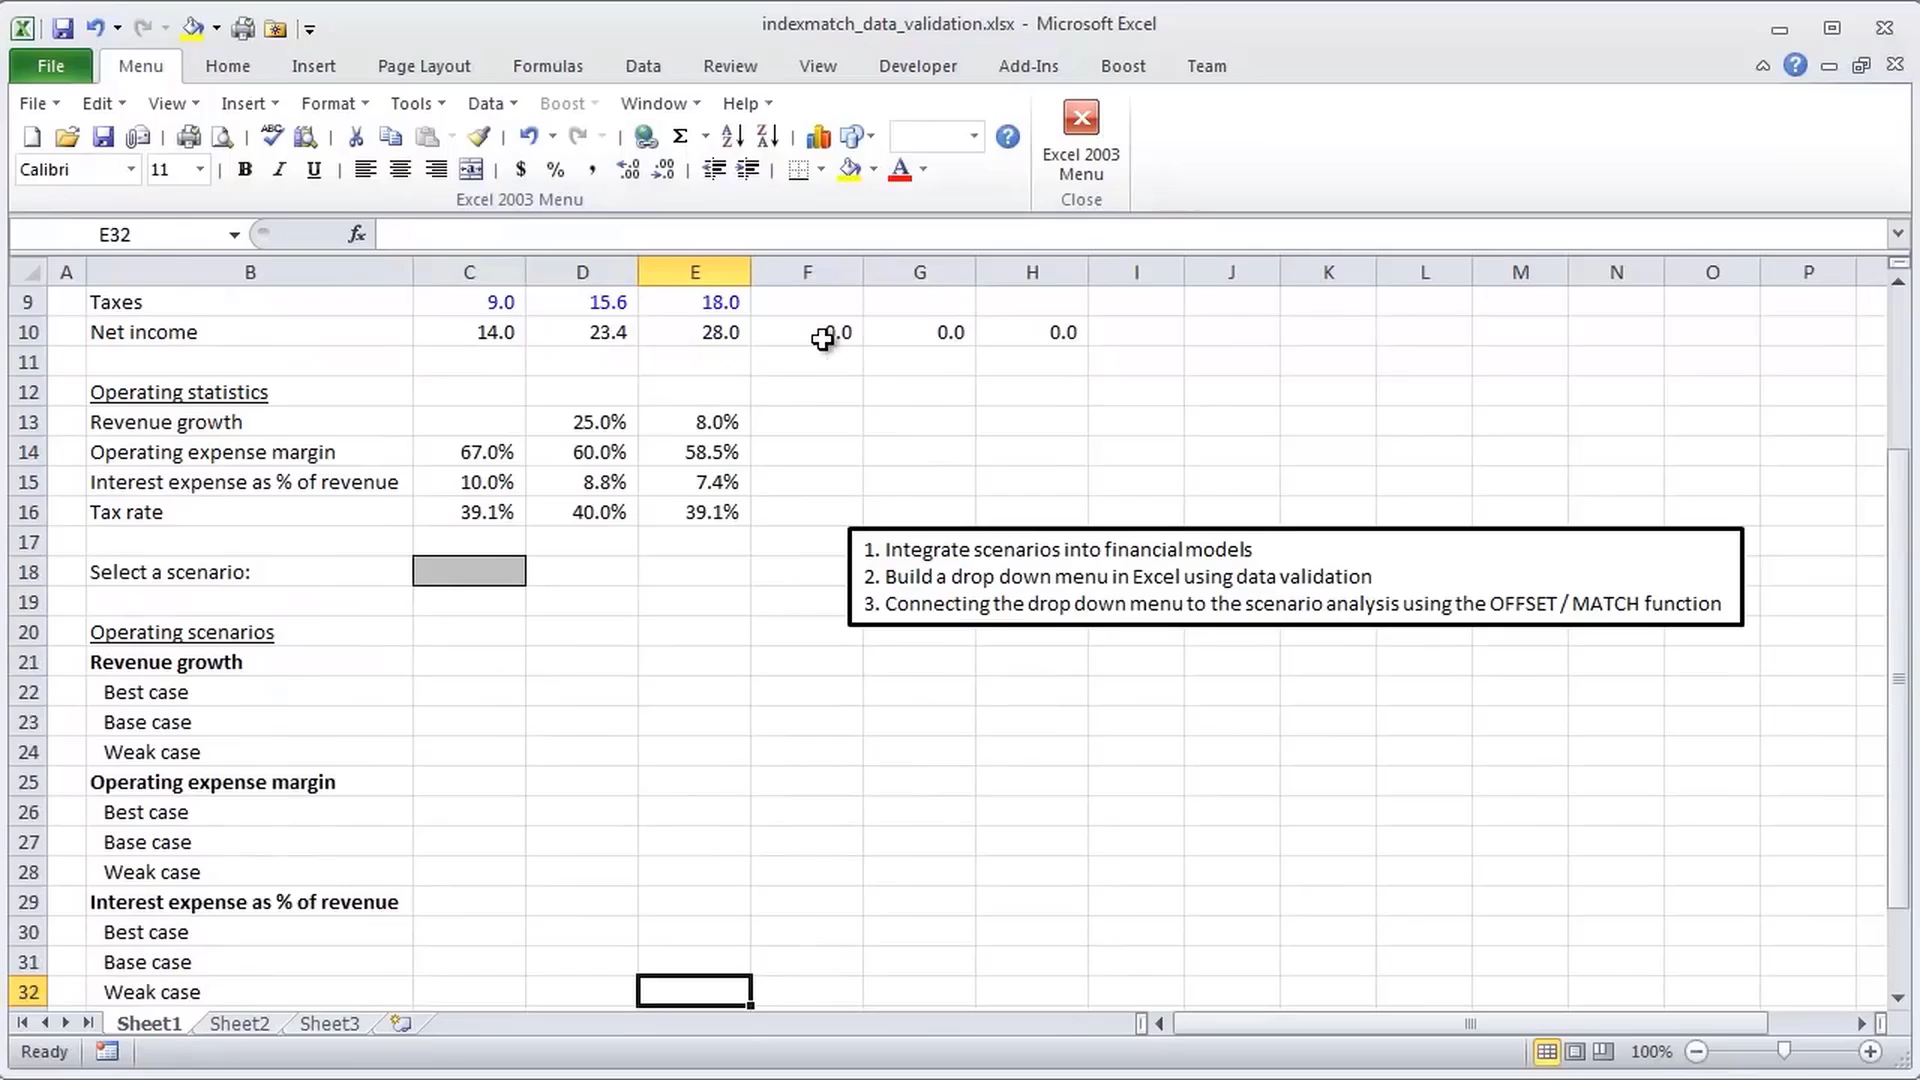 indexmatch_data_validation.xlsx - Microsoft Excel
File Menu Home Insert Page Layout Formulas Data Review View Developer Add-Ins Boost Team
File Edit View Insert Format Tools Data Boost Window Help
Calibri 11 B I U $ % ,
Excel 2003 Menu
Excel 2003
Menu
Close
E32 fx
A B C D E F G H I J K L M N O P
9 Taxes 9.0 15.6 18.0
10 Net income 14.0 23.4 28.0 0.0 0.0 0.0
11
12 Operating statistics
13 Revenue growth 25.0% 8.0%
14 Operating expense margin 67.0% 60.0% 58.5%
15 Interest expense as % of revenue 10.0% 8.8% 7.4%
16 Tax rate 39.1% 40.0% 39.1%
17
18 Select a scenario:
19
20 Operating scenarios
21 Revenue growth
22 Best case
23 Base case
24 Weak case
25 Operating expense margin
26 Best case
27 Base case
28 Weak case
29 Interest expense as % of revenue
30 Best case
31 Base case
32 Weak case
1. Integrate scenarios into financial models
2. Build a drop down menu in Excel using data validation
3. Connecting the drop down menu to the scenario analysis using the OFFSET / MATCH function
Sheet1 Sheet2 Sheet3
Ready 100%